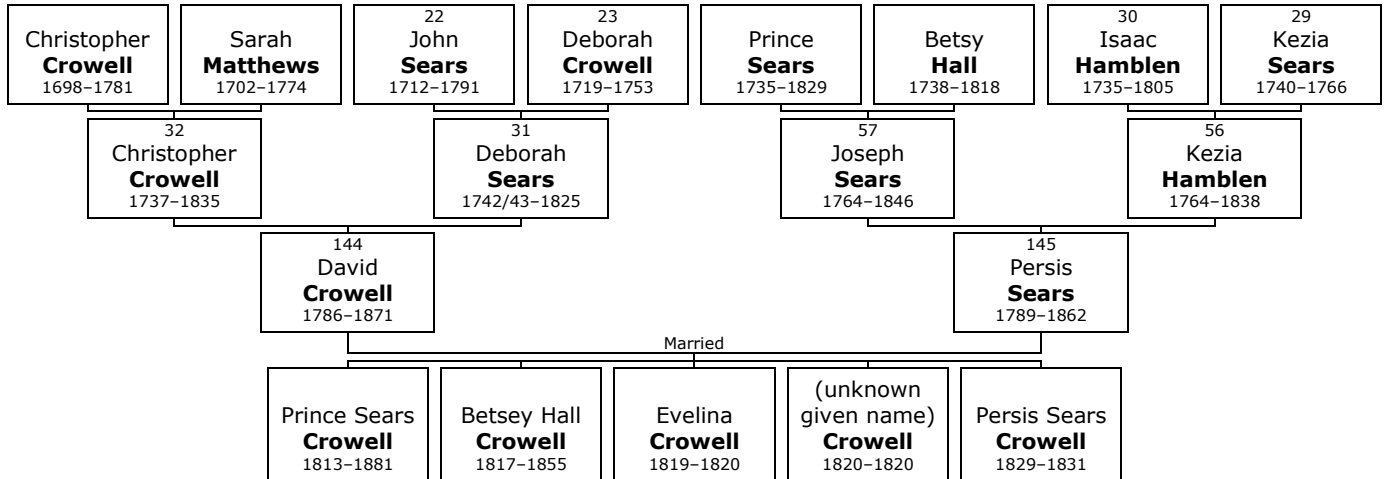 Christopher
Crowell
1698–1781
Sarah
Matthews
1702–1774
22
John
Sears
1712–1791
23
Deborah
Crowell
1719–1753
Prince
Sears
1735–1829
Betsy
Hall
1738–1818
30
Isaac
Hamblen
1735–1805
29
Kezia
Sears
1740–1766
32
Christopher
Crowell
1737–1835
31
Deborah
Sears
1742/43–1825
57
Joseph
Sears
1764–1846
56
Kezia
Hamblen
1764–1838
144
David
Crowell
1786–1871
145
Persis
Sears
1789–1862
Married
Prince Sears
Crowell
1813–1881
Betsey Hall
Crowell
1817–1855
Evelina
Crowell
1819–1820
(unknown
given name)
Crowell
1820–1820
Persis Sears
Crowell
1829–1831